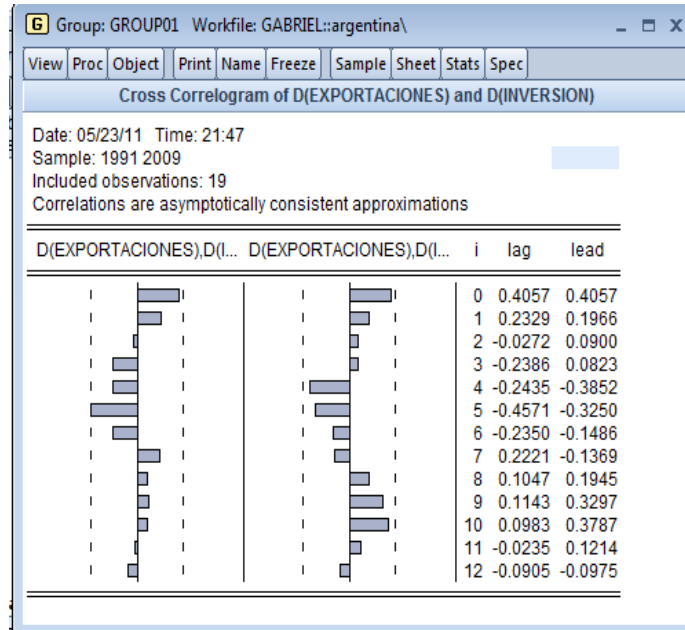 G Group: GROUP01 Workfile: GABRIEL::argentina\
View Proc Object Print Name Freeze Sample Sheet Stats Spec
Cross Correlogram of D(EXPORTACIONES) and D(INVERSION)
Date: 05/23/11 Time: 21:47
Sample: 1991 2009
Included observations: 19
Correlations are asymptotically consistent approximations
D(EXPORTACIONES),D(I... D(EXPORTACIONES),D(I... i lag lead
0 0.4057 0.4057
1 0.2329 0.1966
2 -0.0272 0.0900
3 -0.2386 0.0823
4 -0.2435 -0.3852
5 -0.4571 -0.3250
6 -0.2350 -0.1486
7 0.2221 -0.1369
8 0.1047 0.1945
9 0.1143 0.3297
10 0.0983 0.3787
11 -0.0235 0.1214
12 -0.0905 -0.0975